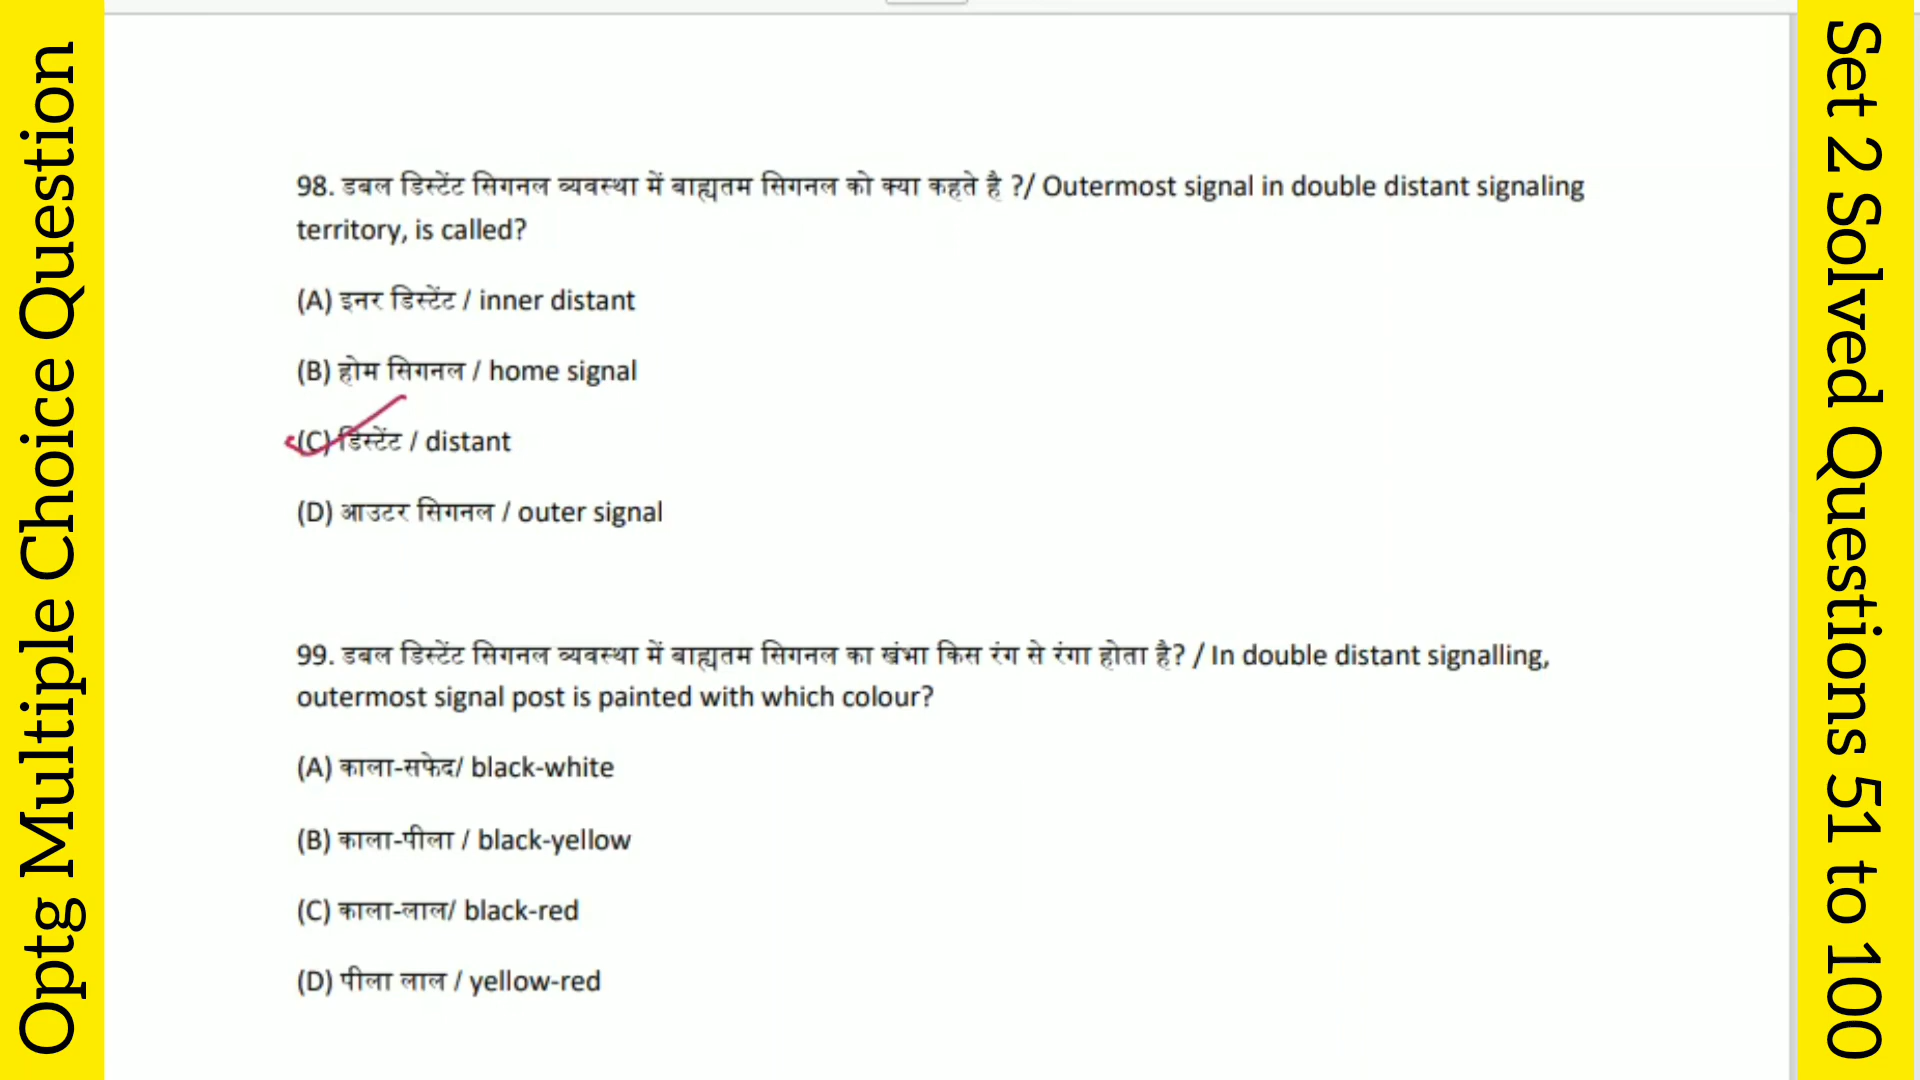 Optg Multiple Choice Question
98. डबल डिस्टेंट सिगनल व्यवस्था में बाह्यतम सिगनल को क्या कहते है ?/ Outermost signal in double distant signaling
territory, is called?
(A) इनर डिस्टेंट / inner distant
(B) होम सिगनल / home signal
(C) डिस्टेंट / distant
(D) आउटर सिगनल / outer signal
99. डबल डिस्टेंट सिगनल व्यवस्था में बाह्यतम सिगनल का खंभा किस रंग से रंगा होता है? / In double distant signalling,
outermost signal post is painted with which colour?
(A) काला-सफेद/ black-white
(B) काला-पीला / black-yellow
(C) काला-लाल/ black-red
(D) पीला लाल / yellow-red
Set 2 Solved Questions 51 to 100